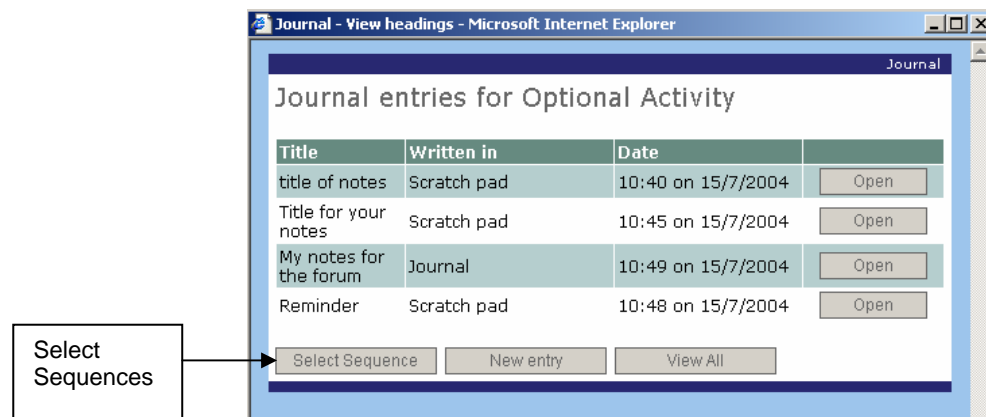 Journal - View headings - Microsoft Internet Explorer
Journal
Journal entries for Optional Activity
Title Written in Date
title of notes Scratch pad 10:40 on 15/7/2004 Open
Title for your
notes Scratch pad 10:45 on 15/7/2004 Open
My notes for
the forum Journal 10:49 on 15/7/2004 Open
Reminder Scratch pad 10:48 on 15/7/2004 Open
Select Sequence New entry View All
Select
Sequences